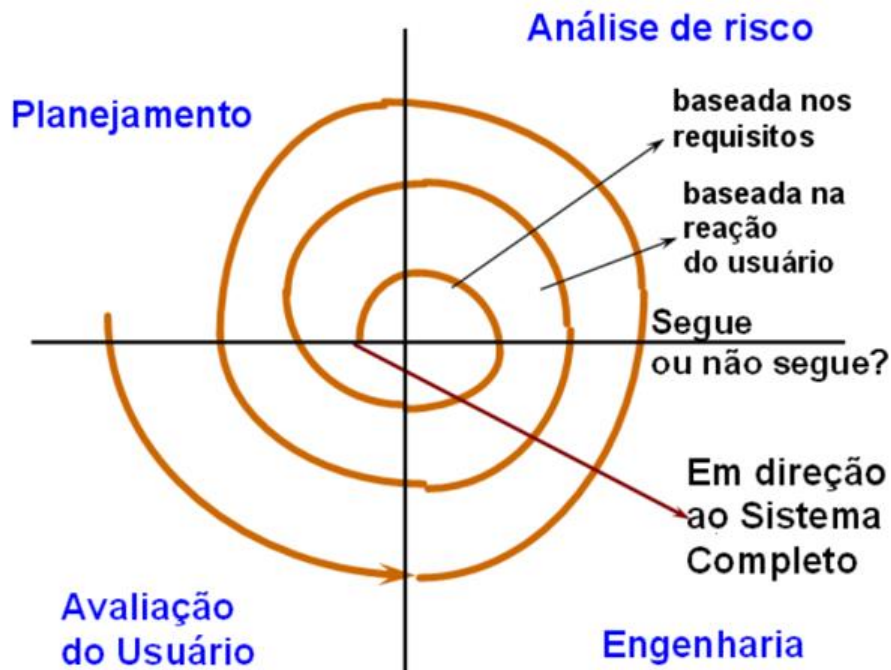 Análise de risco
Planejamento
baseada nos
requisitos
baseada na
reação
do usuário
Segue
ou não segue?
Em direção
ao Sistema
Completo
Avaliação
do Usuário
Engenharia